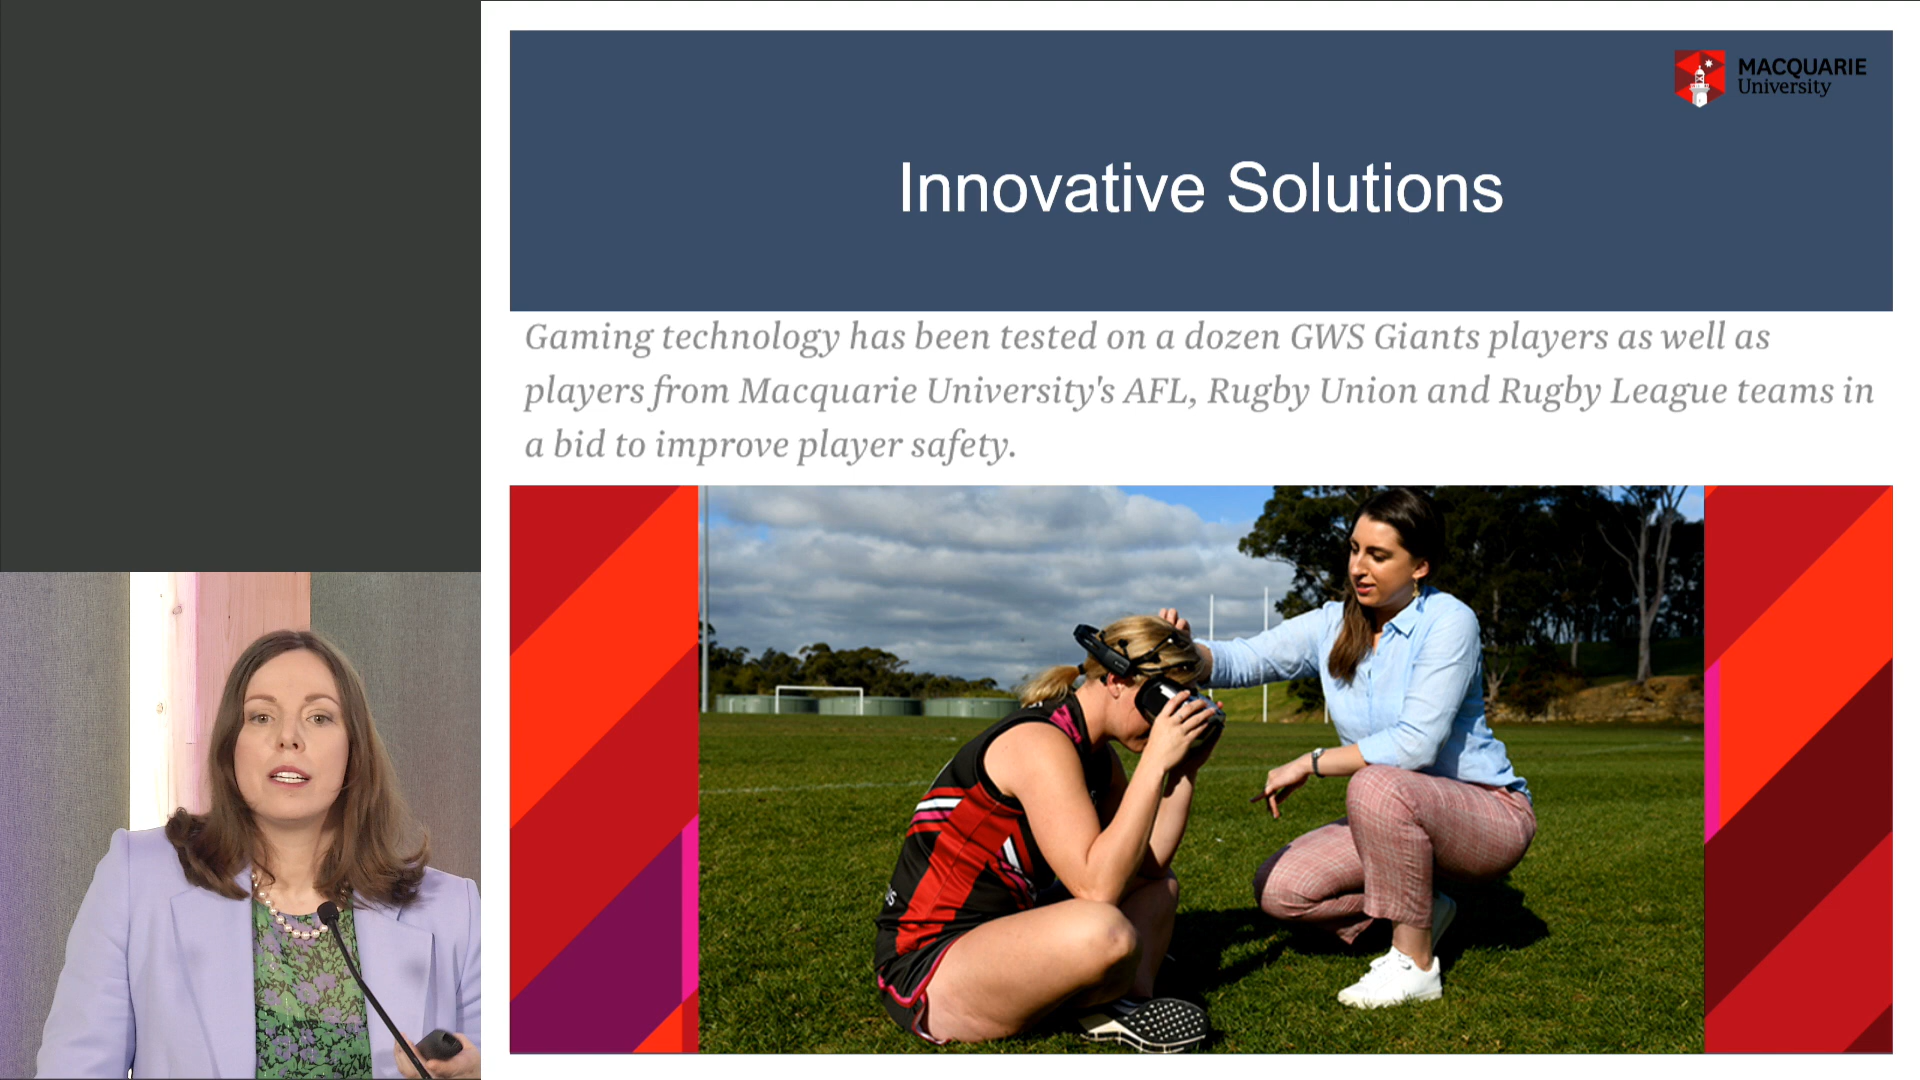 MACQUARIE
University
Innovative Solutions
Gaming technology has been tested on a dozen GWS Giants players as well as
players from Macquarie University's AFL, Rugby Union and Rugby League teams in
a bid to improve player safety.